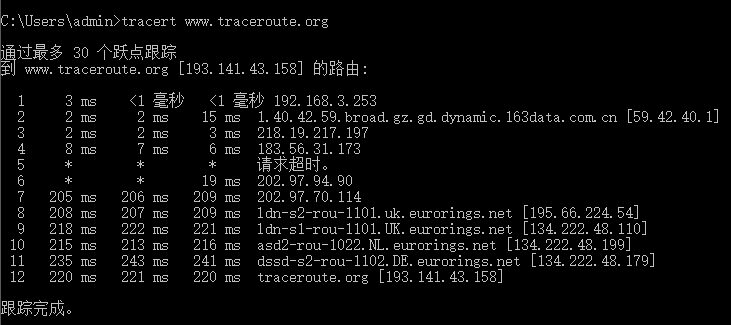 C:\Users\admin>tracert www.traceroute.org
通过最多 30 个跃点跟踪
到 www.traceroute.org [193.141.43.158] 的路由:
1 3 ms <1 毫秒 <1 毫秒 192.168.3.253
2 2 ms 2 ms 15 ms 1.40.42.59.broad.gz.gd.dynamic.163data.com.cn [59.42.40.1]
3 2 ms 2 ms 3 ms 218.19.217.197
4 8 ms 7 ms 6 ms 183.56.31.173
5 * * * 请求超时。
6 * * 19 ms 202.97.94.90
7 205 ms 206 ms 209 ms 202.97.70.114
8 208 ms 207 ms 209 ms ldn-s2-rou-1101.uk.eurorings.net [195.66.224.54]
9 218 ms 222 ms 221 ms ldn-s1-rou-1101.UK.eurorings.net [134.222.48.110]
10 215 ms 213 ms 216 ms asd2-rou-1022.NL.eurorings.net [134.222.48.199]
11 235 ms 243 ms 241 ms dssd-s2-rou-1102.DE.eurorings.net [134.222.48.179]
12 220 ms 221 ms 220 ms traceroute.org [193.141.43.158]
跟踪完成。